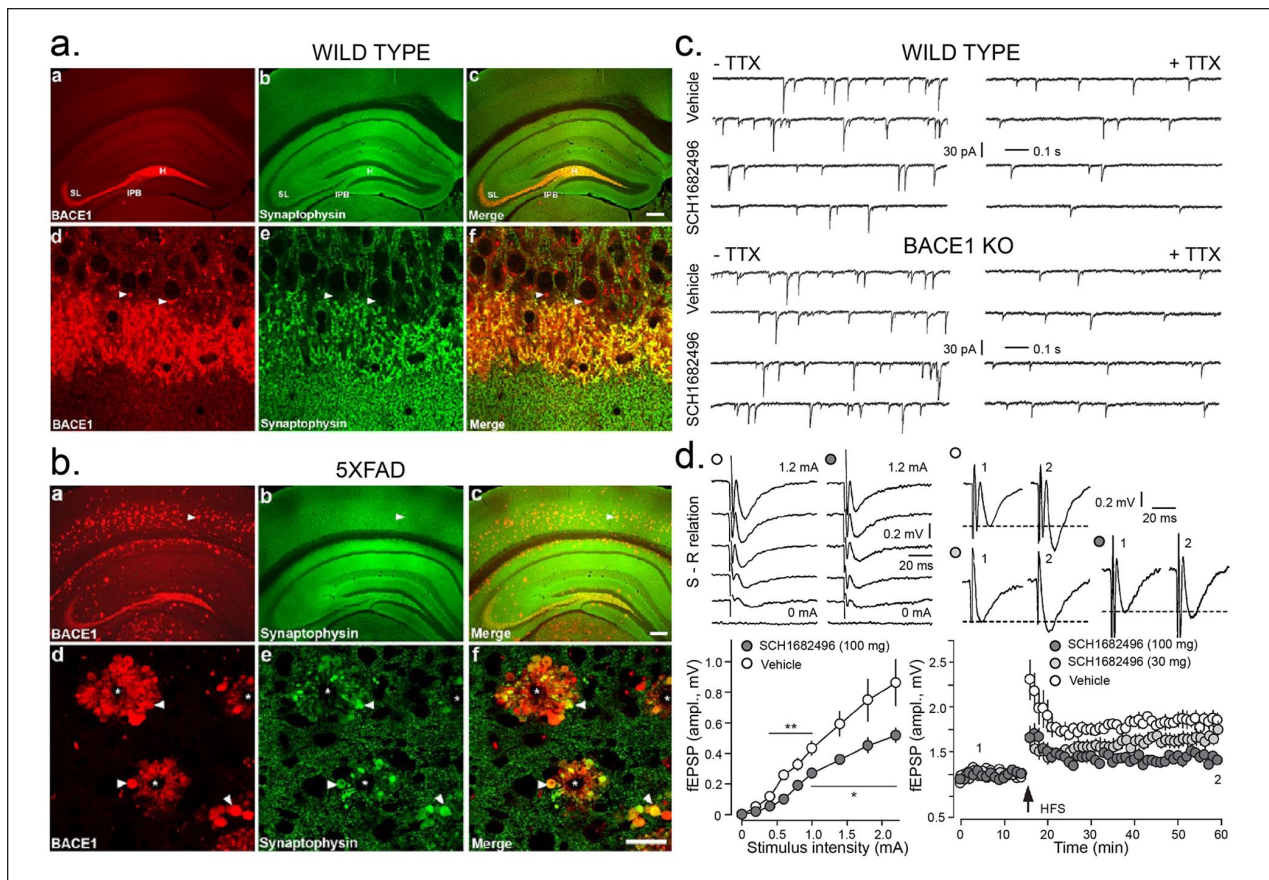 a.
WILD TYPE
a
b
c
SL
IPB
H
BACE1
SL
IPB
H
Synaptophysin
SL
IPB
H
Merge
d
e
f
BACE1
Synaptophysin
Merge
b.
5XFAD
a
b
c
BACE1
Synaptophysin
Merge
d
e
f
*
*
*
*
*
*
*
*
*
BACE1
Synaptophysin
Merge
c.
WILD TYPE
- TTX
+ TTX
Vehicle
SCH1682496
30 pA
0.1 s
BACE1 KO
- TTX
+ TTX
Vehicle
SCH1682496
30 pA
0.1 s
d.
S - R relation
1.2 mA
1.2 mA
0.2 mV
20 ms
0 mA
0 mA
1
2
0.2 mV
20 ms
1
2
1
2
SCH1682496 (100 mg)
Vehicle
fEPSP (ampl., mV)
1.0
0.8
0.6
0.4
0.2
0
**
*
0.0
0.5
1.0
1.5
2.0
Stimulus intensity (mA)
SCH1682496 (100 mg)
SCH1682496 (30 mg)
Vehicle
fEPSP (ampl., mV)
2.5
2.0
1.5
1.0
0.5
1
2
HFS
0
10
20
30
40
50
60
Time (min)